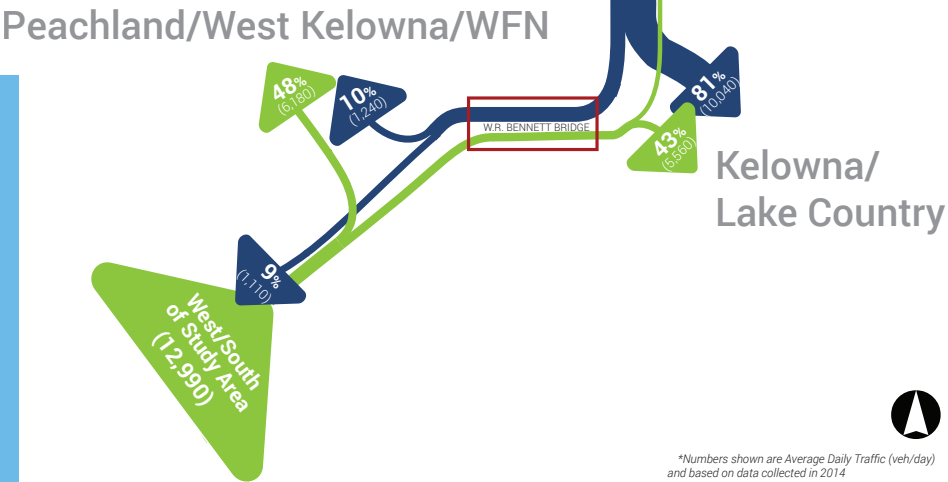 Peachland/West Kelowna/WFN
48%
(6,180)
10%
(1,240)
81%
(10,040)
W.R. BENNETT BRIDGE
43%
(5,560)
Kelowna/
Lake Country
9%
(1,110)
West/South
of Study Area
(12,990)
*Numbers shown are Average Daily Traffic (veh/day)
and based on data collected in 2014